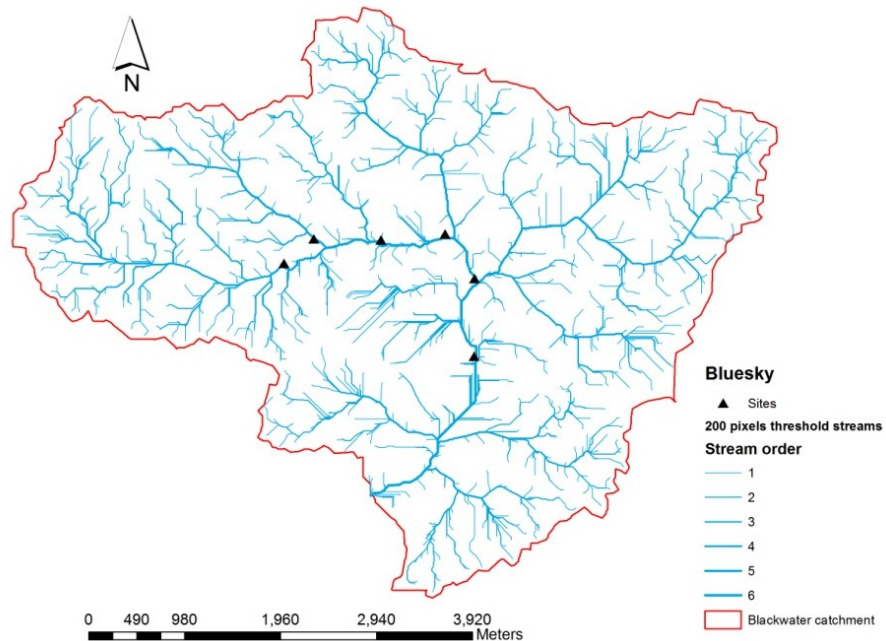 N
Bluesky
Sites
200 pixels threshold streams
Stream order
1
2
3
4
5
6
Blackwater catchment
0 490 980 1,960 2,940 3,920
Meters